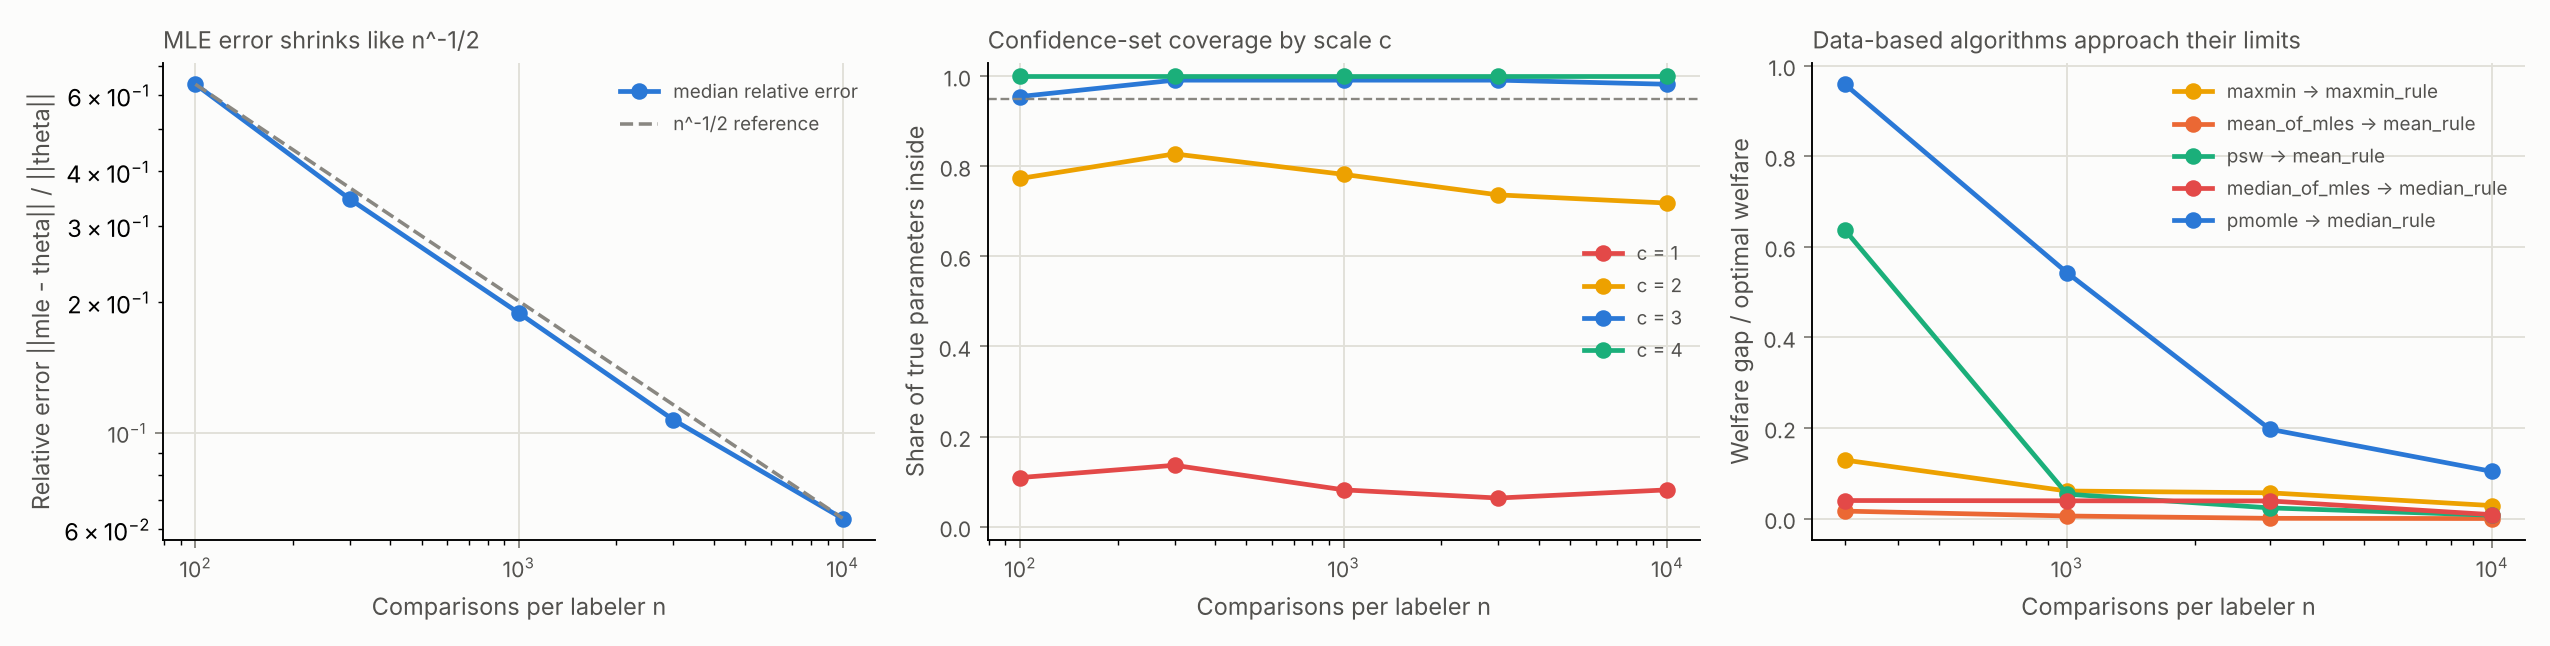 MLE error shrinks like n^-1/2
Relative error ||mle - theta|| / ||theta||
6 × 10⁻¹
4 × 10⁻¹
3 × 10⁻¹
2 × 10⁻¹
10⁻¹
6 × 10⁻²
median relative error
n^-1/2 reference
10²
10³
10⁴
Comparisons per labeler n
Confidence-set coverage by scale c
Share of true parameters inside
1.0
0.8
0.6
0.4
0.2
0.0
c = 1
c = 2
c = 3
c = 4
10²
10³
10⁴
Comparisons per labeler n
Data-based algorithms approach their limits
Welfare gap / optimal welfare
1.0
0.8
0.6
0.4
0.2
0.0
maxmin → maxmin_rule
mean_of_mles → mean_rule
psw → mean_rule
median_of_mles → median_rule
pmomle → median_rule
10³
10⁴
Comparisons per labeler n